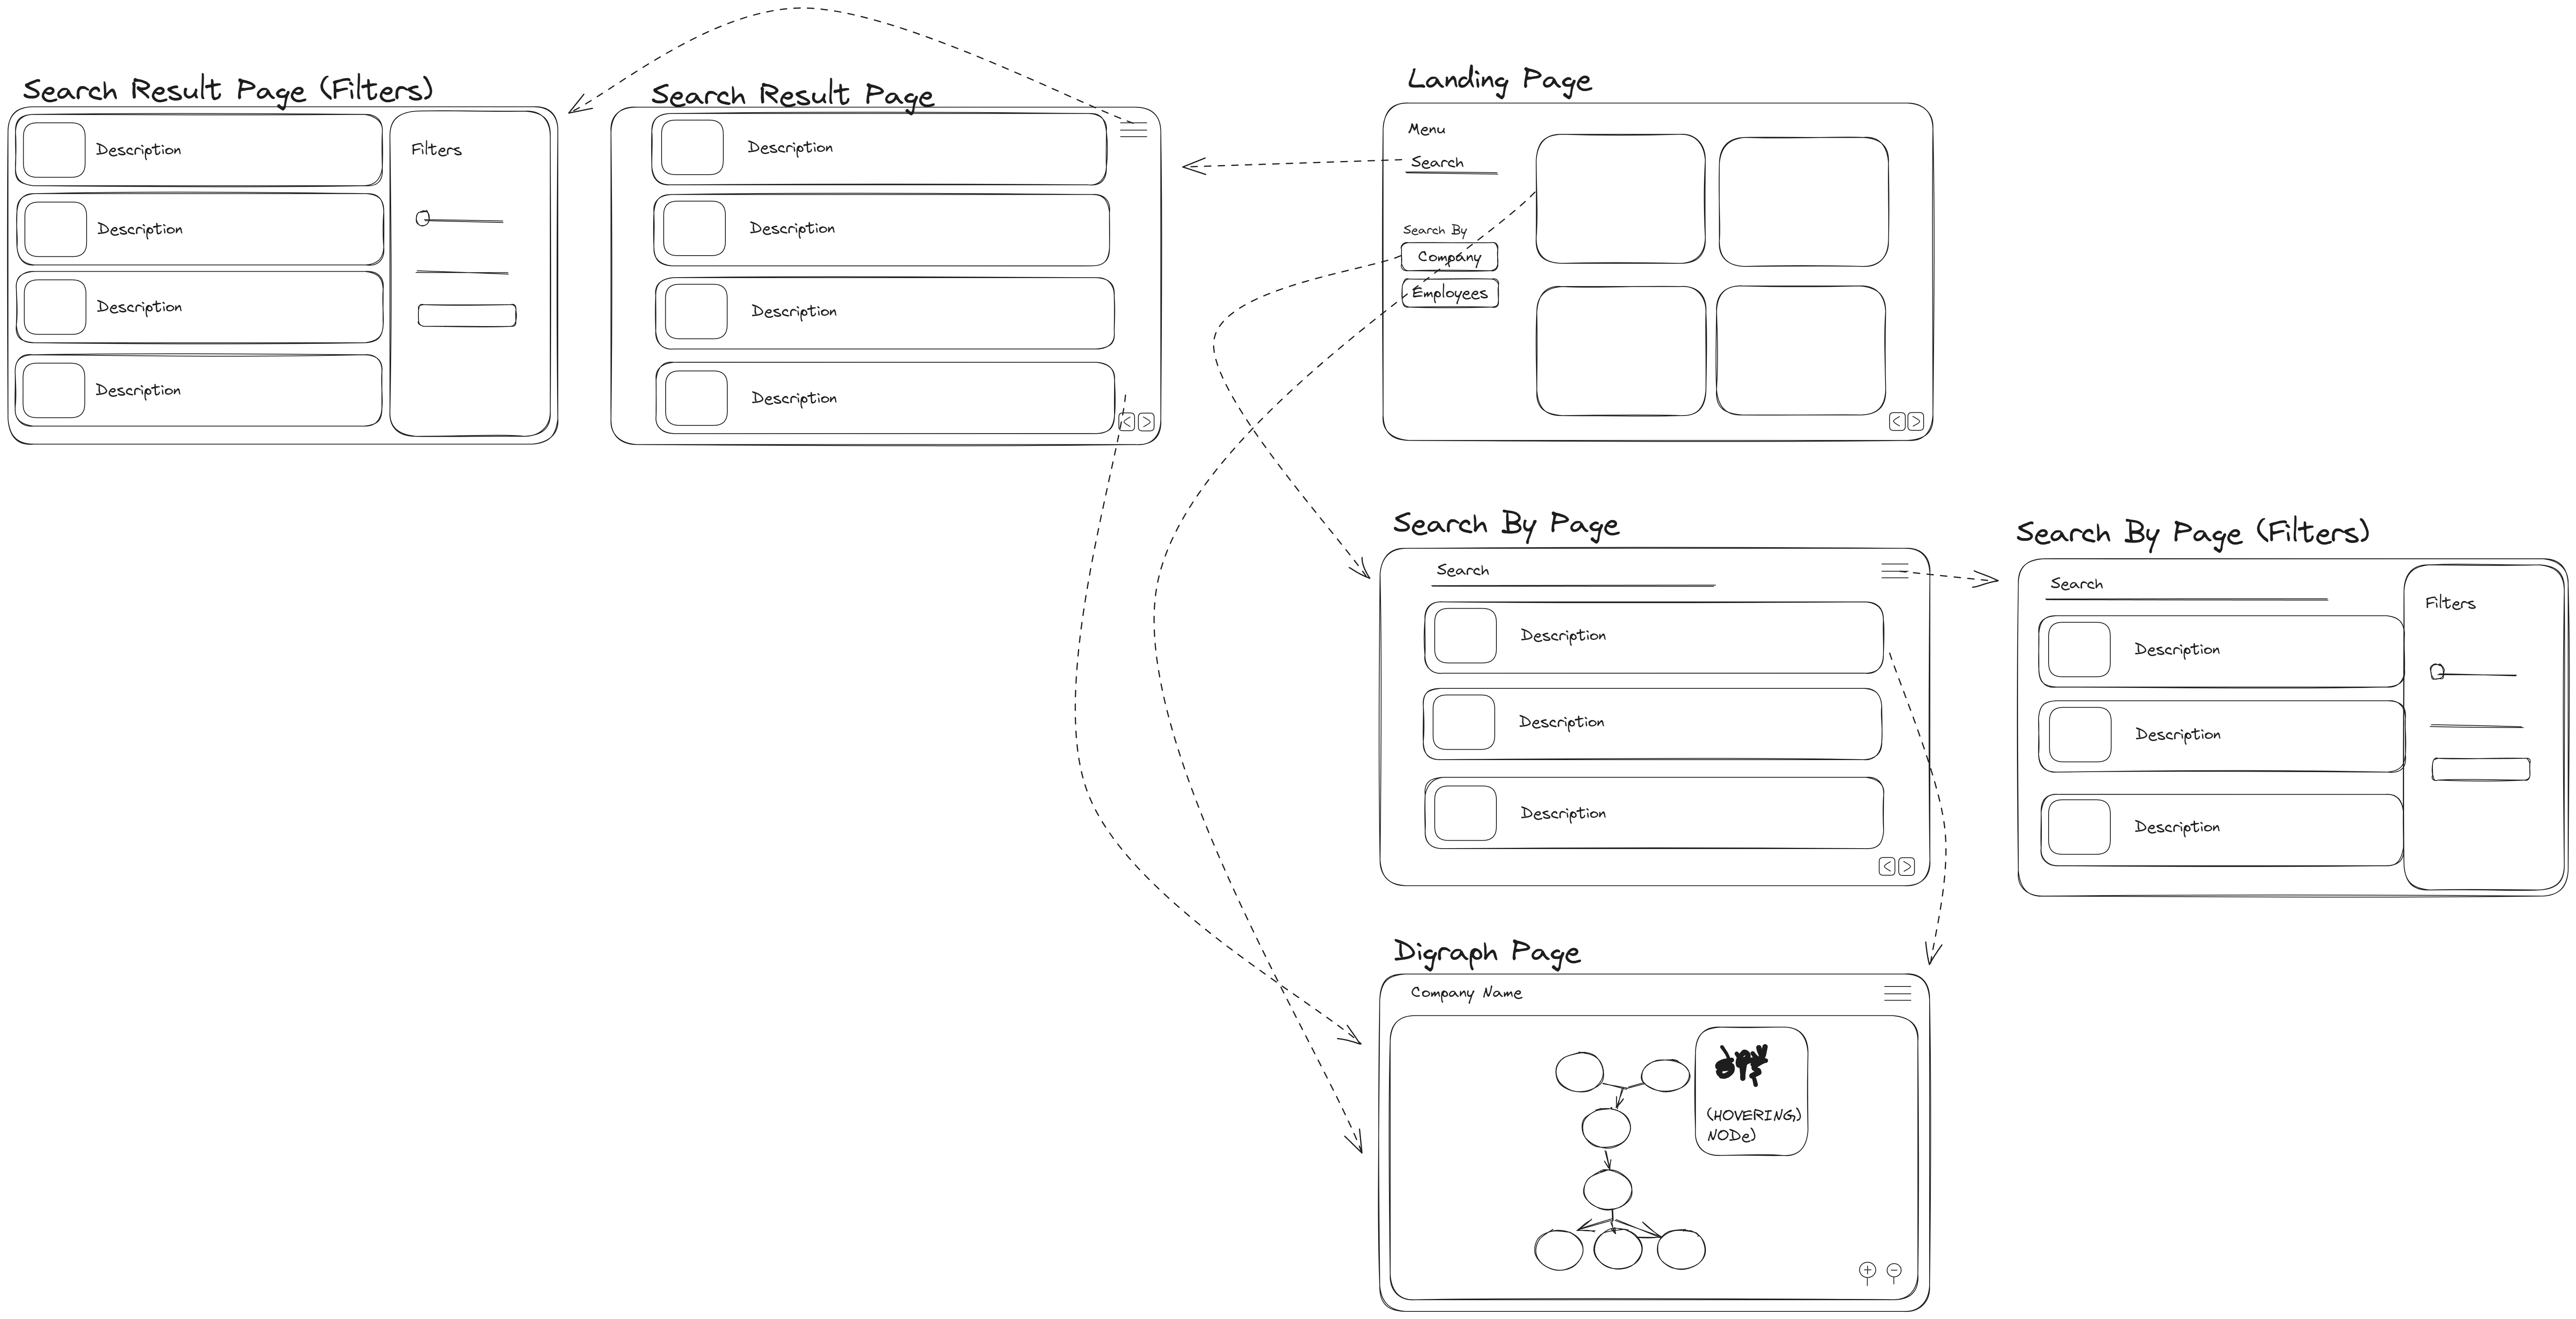 Search Result Page (Filters)
Description
Description
Description
Description
Filters
Search Result Page
Description
Description
Description
Description
< >
Landing Page
Menu
Search
Search By
Company
Employees
< >
Search By Page
Search
Description
Description
Description
< >
Search By Page (Filters)
Search
Description
Description
Description
Filters
Digraph Page
Company Name
(HOVERING)
NODe)
+ -